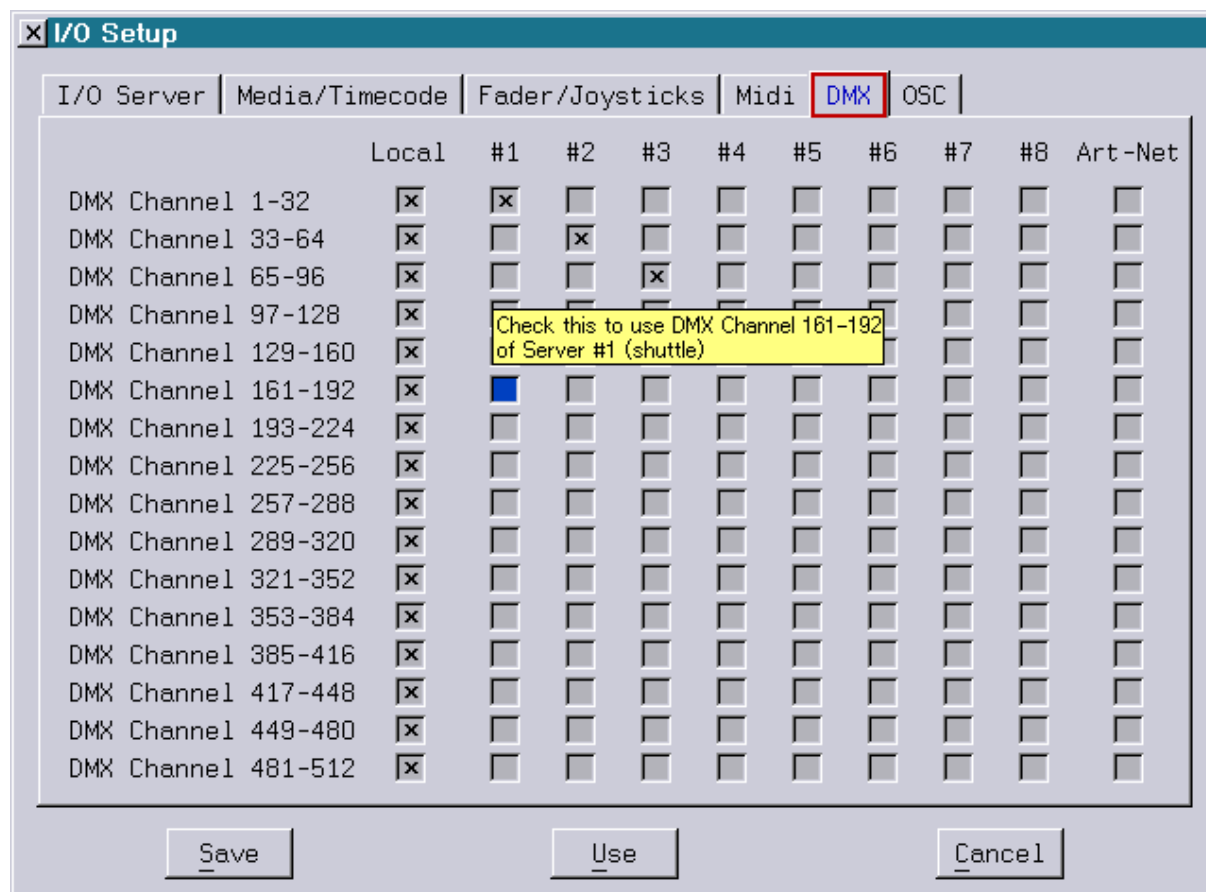 I/O Setup
I/O Server Media/Timecode Fader/Joysticks Midi DMX OSC
Local #1 #2 #3 #4 #5 #6 #7 #8 Art-Net
DMX Channel 1-32
DMX Channel 33-64
DMX Channel 65-96
DMX Channel 97-128
Check this to use DMX Channel 161-192
of Server #1 (shuttle)
DMX Channel 129-160
DMX Channel 161-192
DMX Channel 193-224
DMX Channel 225-256
DMX Channel 257-288
DMX Channel 289-320
DMX Channel 321-352
DMX Channel 353-384
DMX Channel 385-416
DMX Channel 417-448
DMX Channel 449-480
DMX Channel 481-512
Save Use Cancel